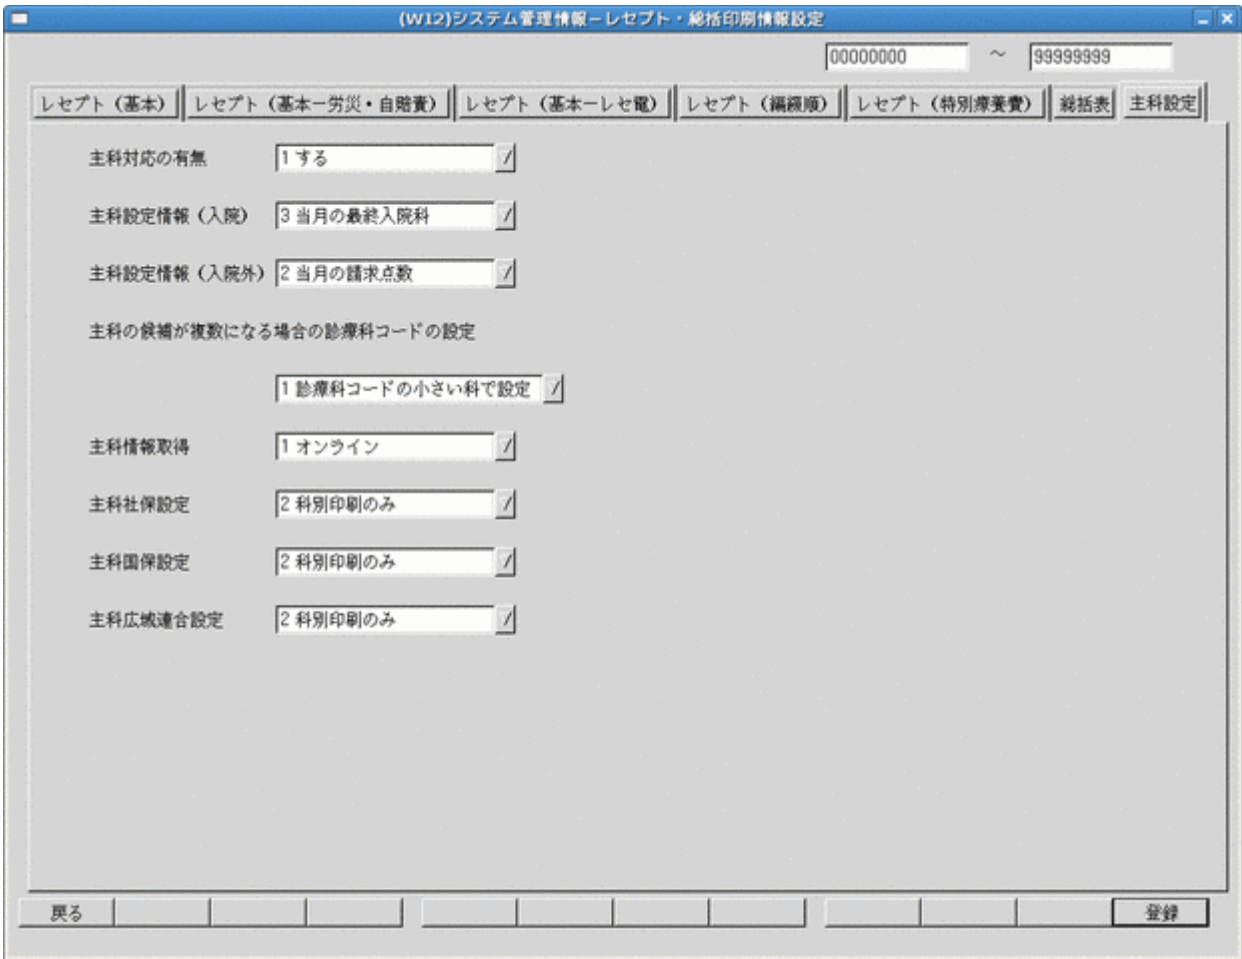 (W12)システム管理情報－レセプト・総括印刷情報設定
00000000 ～ 99999999
レセプト（基本） レセプト（基本－労災・自賠責） レセプト（基本－レセ電） レセプト（編綴順） レセプト（特別療養費） 総括表 主科設定
主科対応の有無 1 する
主科設定情報（入院） 3 当月の最終入院科
主科設定情報（入院外） 2 当月の請求点数
主科の候補が複数になる場合の診療科コードの設定
1 診療科コードの小さい科で設定
主科情報取得 1 オンライン
主科社保設定 2 科別印刷のみ
主科国保設定 2 科別印刷のみ
主科広域連合設定 2 科別印刷のみ
戻る 登録